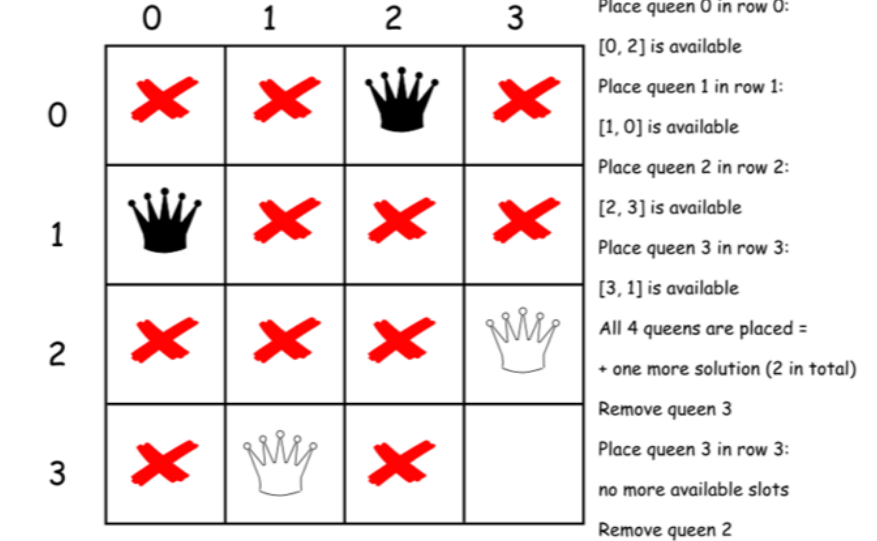 0 1 2 3
0
1
2
3
Place queen 0 in row 0:
[0, 2] is available
Place queen 1 in row 1:
[1, 0] is available
Place queen 2 in row 2:
[2, 3] is available
Place queen 3 in row 3:
[3, 1] is available
All 4 queens are placed =
+ one more solution (2 in total)
Remove queen 3
Place queen 3 in row 3:
no more available slots
Remove queen 2